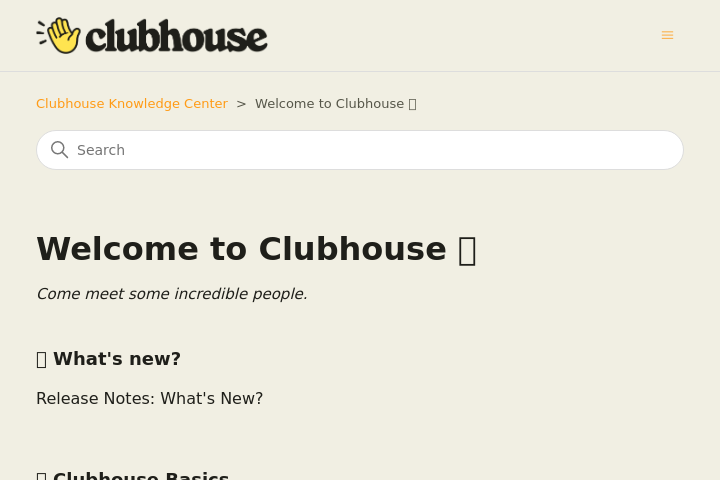 clubhouse
Clubhouse Knowledge Center > Welcome to Clubhouse
Search
Welcome to Clubhouse
Come meet some incredible people.
What's new?
Release Notes: What's New?
Clubhouse Basics